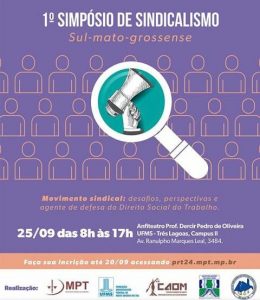 1º SIMPÓSIO DE SINDICALISMO
Sul-mato-grossense
Movimento sindical: desafios, perspectivas e
agente de defesa do Direito Social do Trabalho.
25/09 das 8h às 17h
Anfiteatro Prof. Dercir Pedro de Oliveira
UFMS - Três Lagoas, Campus II
Av. Ranulpho Marques Leal, 3484.
Faça sua inscrição até 20/09 acessando prt24.mpt.mp.br
Realização:
MPT
UFMS